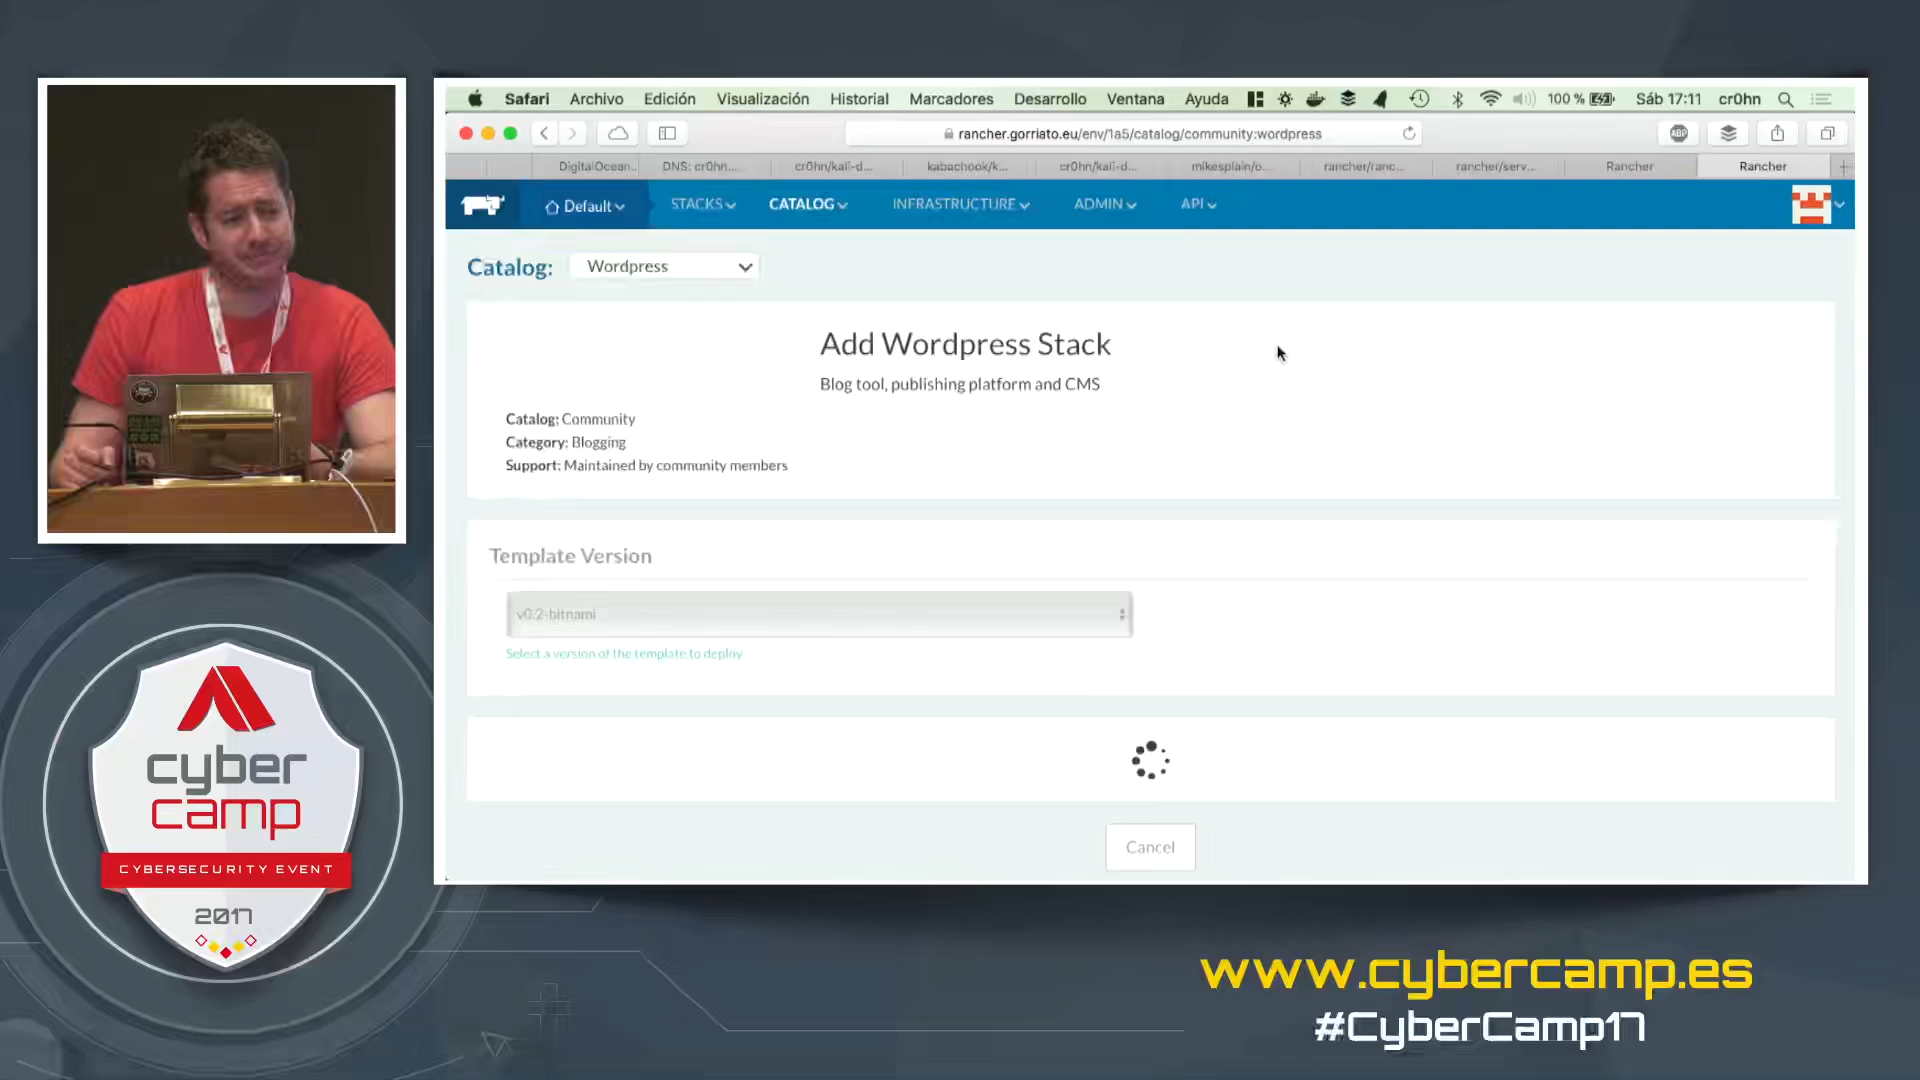 Safari Archivo Edición Visualización Historial Marcadores Desarrollo Ventana Ayuda 100 % Sáb 17:11 cr0hn
rancher.gorriato.eu/env/1a5/catalog/community:wordpress ABP
DigitalOcean... DNS: cr0hn... cr0hn/kali-d... kabachook/k... cr0hn/kali-d... mikesplain/o... rancher/ranc... rancher/serv... Rancher Rancher
Default STACKS CATALOG INFRASTRUCTURE ADMIN API
Catalog: Wordpress
Add Wordpress Stack
Blog tool, publishing platform and CMS
Catalog: Community
Category: Blogging
Support: Maintained by community members
Template Version
v0.2-bitnami
Select a version of the template to deploy
Cancel
cyber
camp
CYBERSECURITY EVENT
2017
www.cybercamp.es
#CyberCamp17